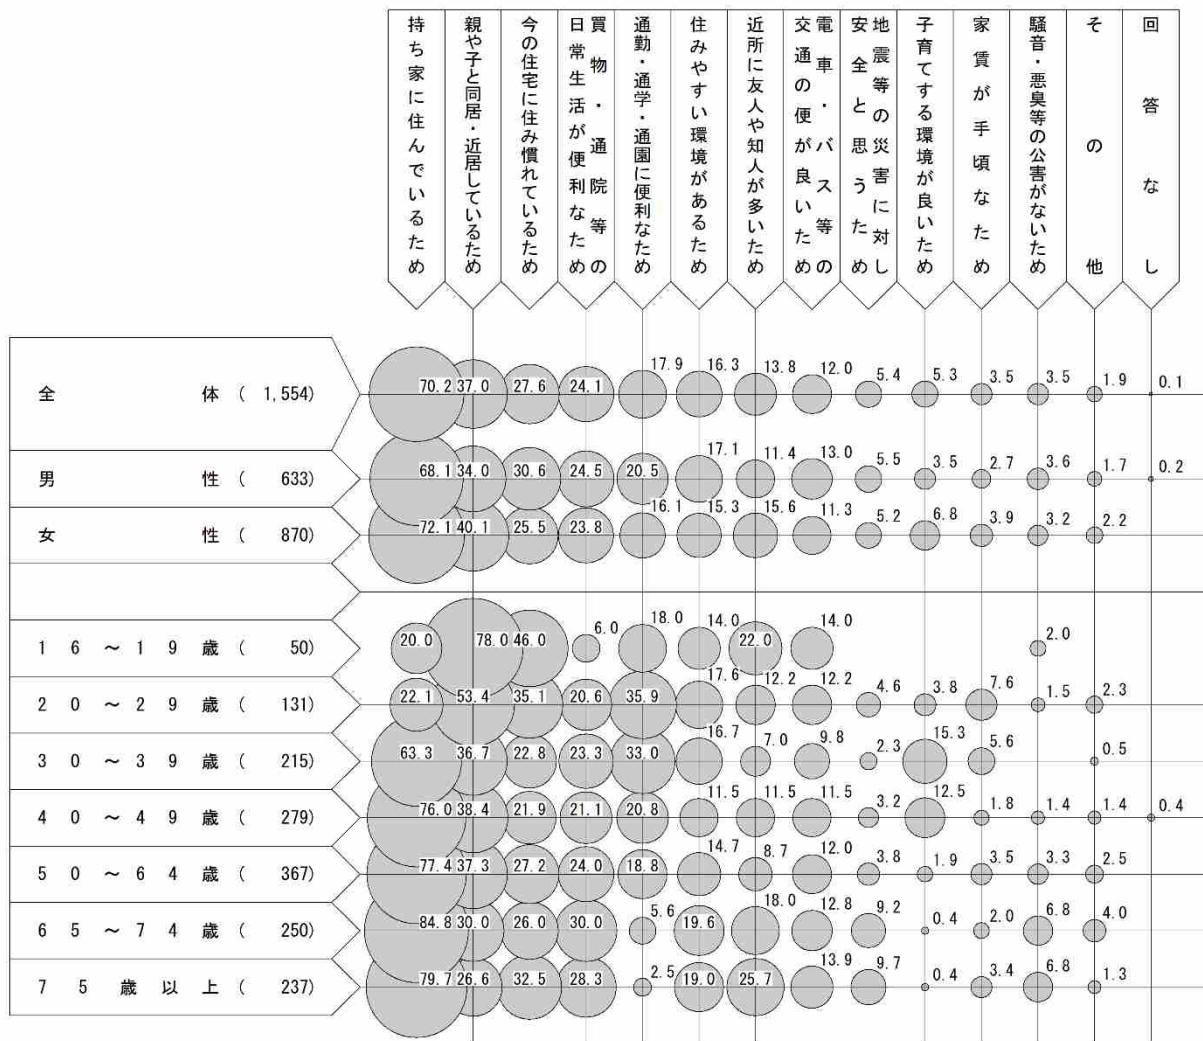 持ち家に住んでいるため
親や子と同居・近居しているため
今の住宅に住み慣れているため
買物・通院等の
日常生活が便利なため
通勤・通学・通園に便利なため
住みやすい環境があるため
近所に友人や知人が多いため
電車・バス等の
交通の便が良いため
地震等の災害に対し
安全と思うため
子育てする環境が良いため
家賃が手頃なため
騒音・悪臭等の公害がないため
その他
回答なし
全体(1,554) 70.2 37.0 27.6 24.1 17.9 16.3 13.8 12.0 5.4 5.3 3.5 3.5 1.9 0.1
男性(633) 68.1 34.0 30.6 24.5 20.5 17.1 11.4 13.0 5.5 3.5 2.7 3.6 1.7 0.2
女性(870) 72.1 40.1 25.5 23.8 16.1 15.3 15.6 11.3 5.2 6.8 3.9 3.2 2.2
16～19歳(50) 20.0 78.0 46.0 6.0 18.0 14.0 22.0 14.0 2.0
20～29歳(131) 22.1 53.4 35.1 20.6 35.9 17.6 12.2 12.2 4.6 3.8 7.6 1.5 2.3
30～39歳(215) 63.3 36.7 22.8 23.3 33.0 16.7 7.0 9.8 2.3 15.3 5.6 0.5
40～49歳(279) 76.0 38.4 21.9 21.1 20.8 11.5 11.5 11.5 3.2 12.5 1.8 1.4 1.4 0.4
50～64歳(367) 77.4 37.3 27.2 24.0 18.8 14.7 8.7 12.0 3.8 1.9 3.5 3.3 2.5
65～74歳(250) 84.8 30.0 26.0 30.0 5.6 19.6 18.0 12.8 9.2 0.4 2.0 6.8 4.0
75歳以上(237) 79.7 26.6 32.5 28.3 2.5 19.0 25.7 13.9 9.7 0.4 3.4 6.8 1.3